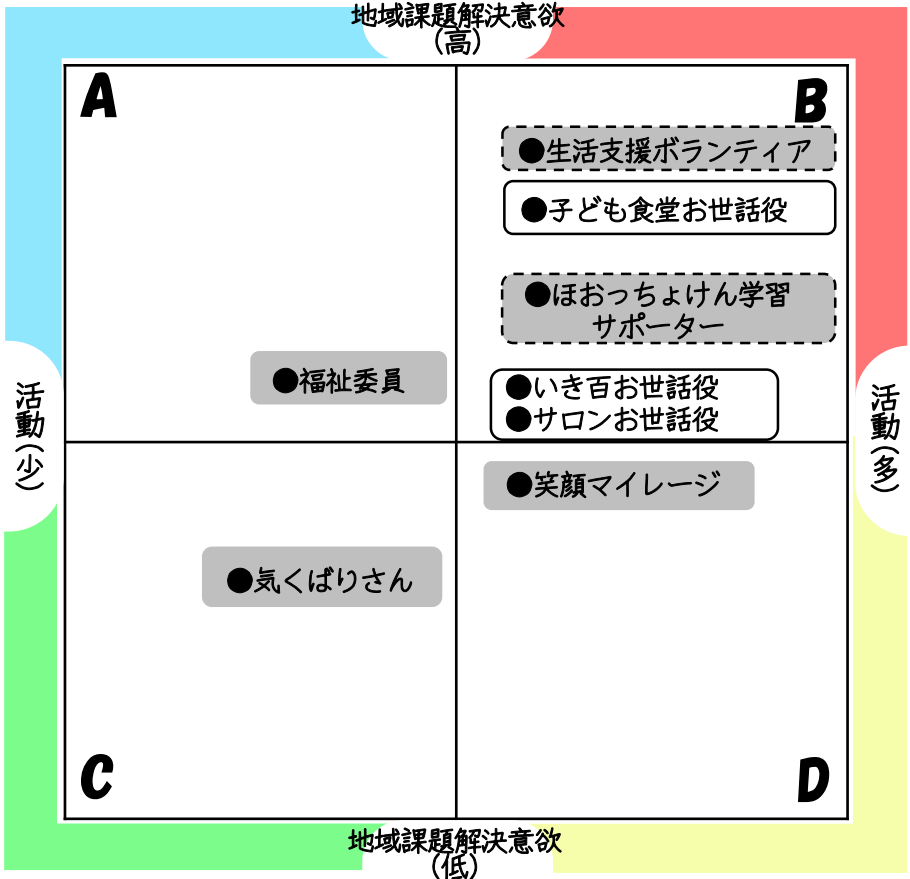 地域課題解決意欲
(高)
A
B
●生活支援ボランティア
●子ども食堂お世話役
●ほおっちょけん学習
サポーター
●福祉委員
●いき百お世話役
●サロンお世話役
活動(少)
活動(多)
●笑顔マイレージ
●気くばりさん
C
D
地域課題解決意欲
(低)